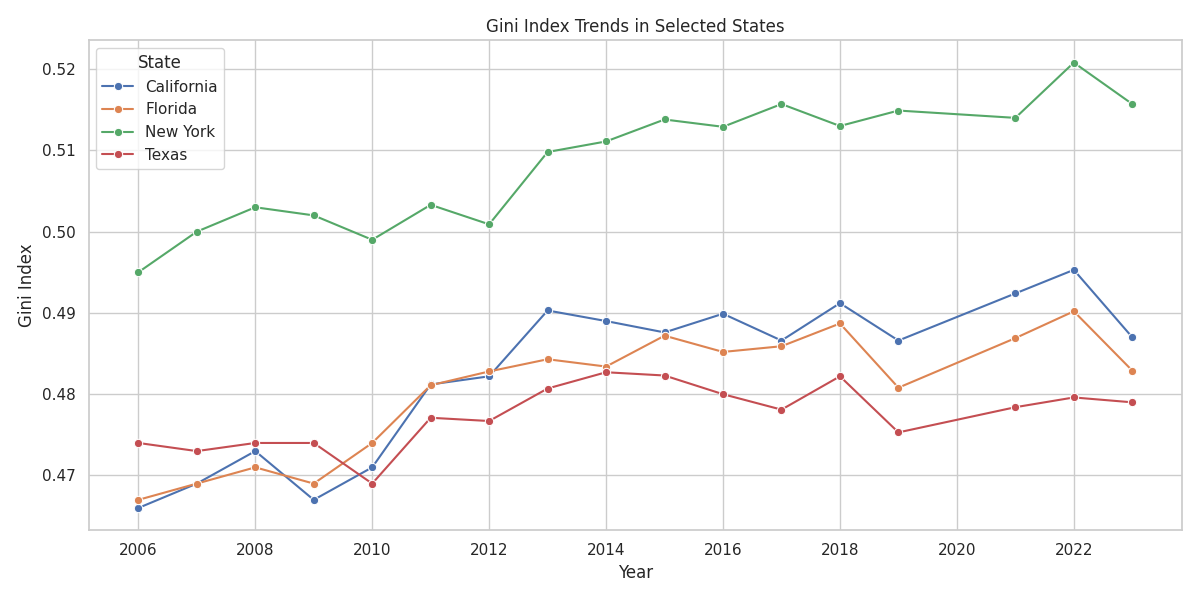 Gini Index Trends in Selected States
State
California
Florida
New York
Texas
0.52
0.51
0.50
0.49
0.48
0.47
Gini Index
2006 2008 2010 2012 2014 2016 2018 2020 2022
Year